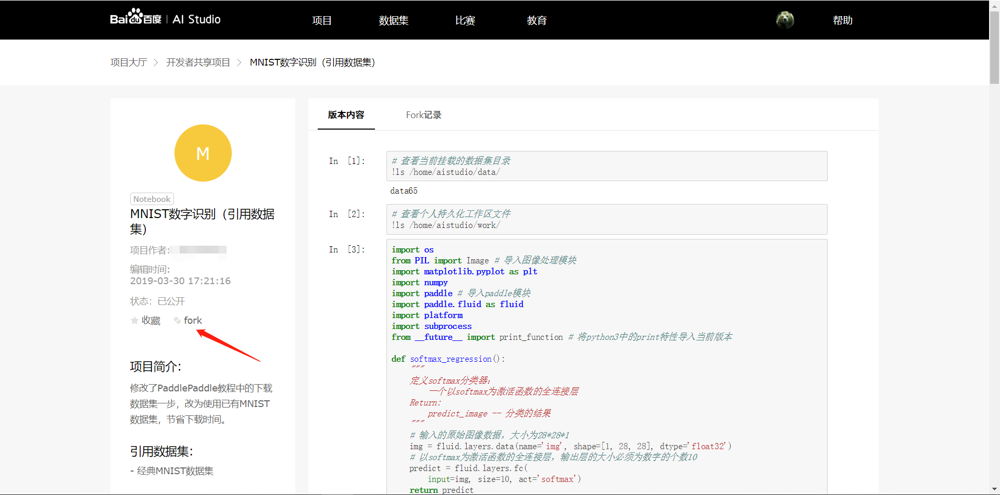 Bai du 百度 | AI Studio 项目 数据集 比赛 教育 帮助
项目大厅 > 开发者共享项目 > MNIST数字识别（引用数据集）
M
Notebook
MNIST数字识别（引用数据
集）
项目作者:
编辑时间:
2019-03-30 17:21:16
状态：已公开
收藏 fork
项目简介:
修改了PaddlePaddle教程中的下载
数据集一步，改为使用已有MNIST
数据集，节省下载时间。
引用数据集:
- 经典MNIST数据集
版本内容 Fork记录
In [1]:
# 查看当前挂载的数据集目录
!ls /home/aistudio/data/
data65
In [2]:
# 查看个人持久化工作区文件
!ls /home/aistudio/work/
In [3]:
import os
from PIL import Image # 导入图像处理模块
import matplotlib.pyplot as plt
import numpy
import paddle # 导入paddle模块
import paddle.fluid as fluid
import platform
import subprocess
from __future__ import print_function # 将python3中的print特性导入当前版本
def softmax_regression():
"""
定义softmax分类器：
一个以softmax为激活函数的全连接层
Return:
predict_image -- 分类的结果
"""
# 输入的原始图像数据，大小为28*28*1
img = fluid.layers.data(name='img', shape=[1, 28, 28], dtype='float32')
# 以softmax为激活函数的全连接层，输出层的大小必须为数字的个数10
predict = fluid.layers.fc(
input=img, size=10, act='softmax')
return predict